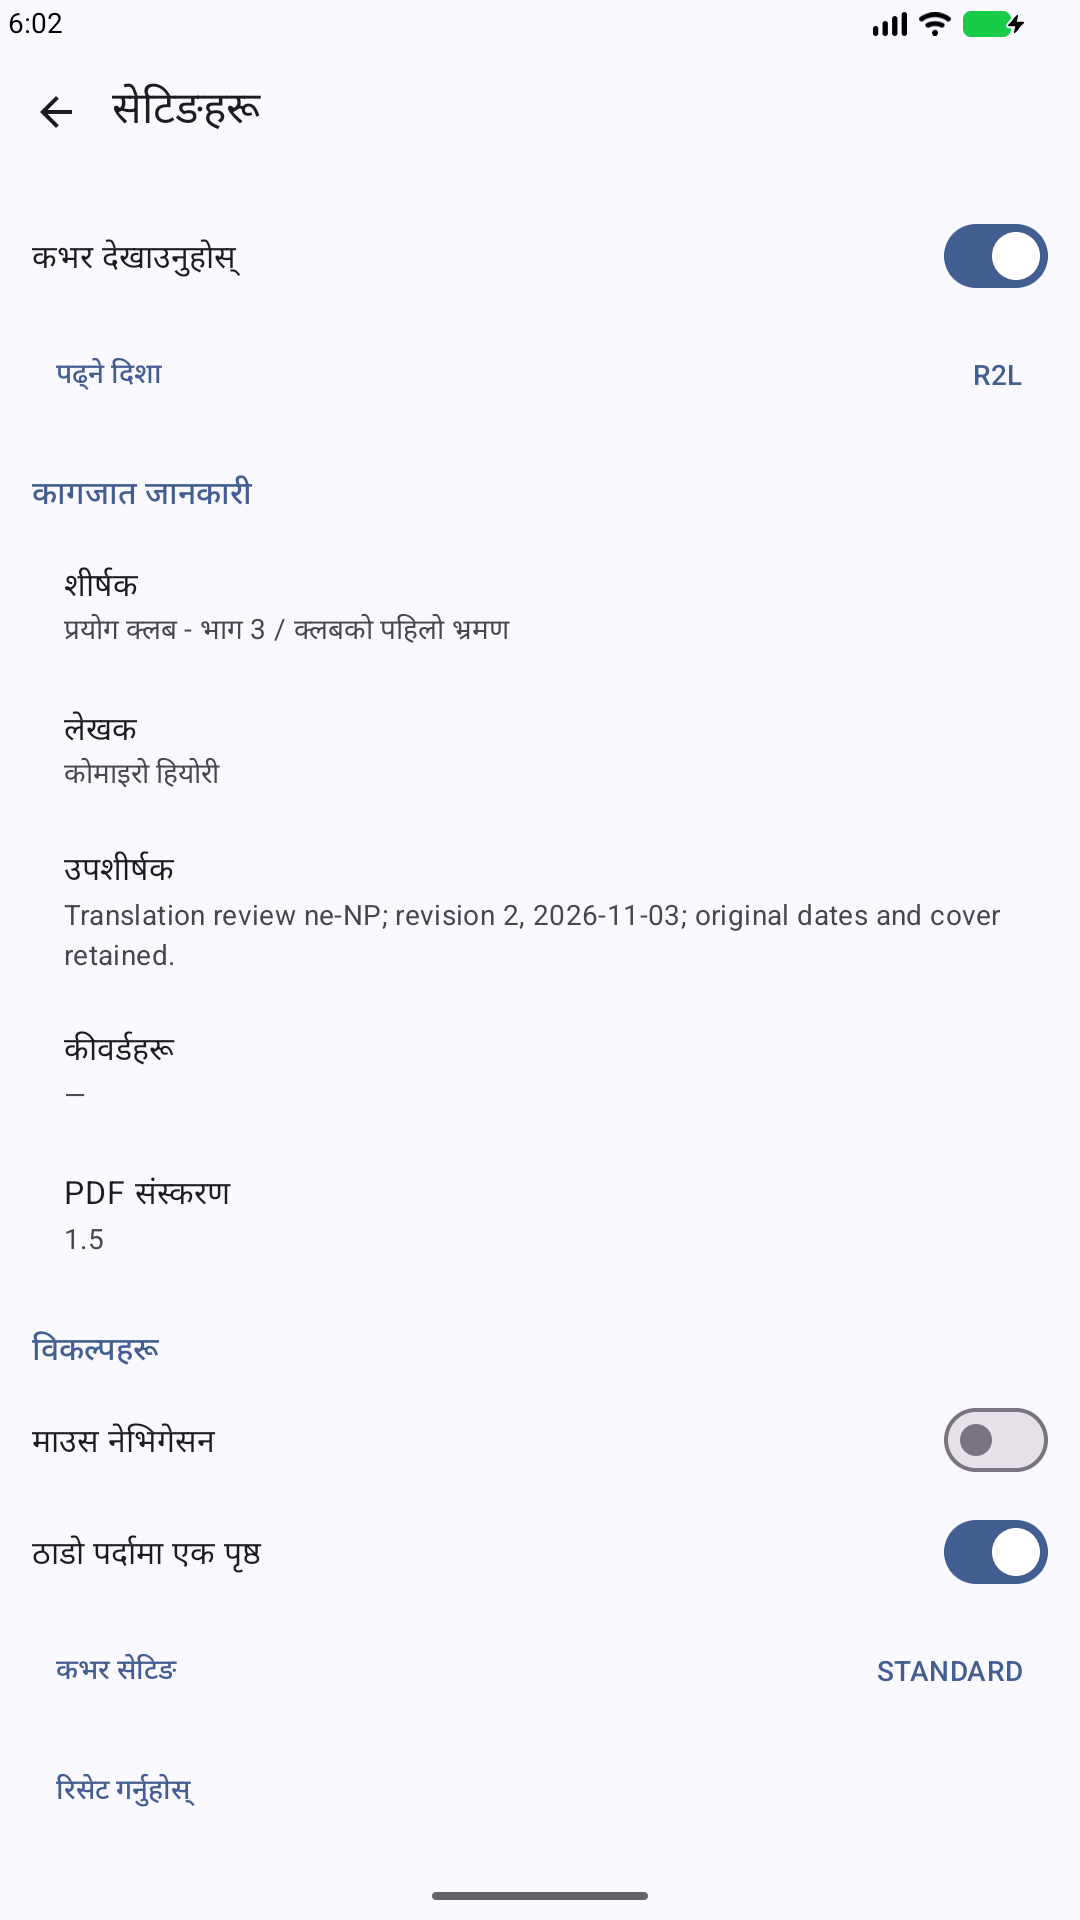 6:02
सेटिङहरू
कभर देखाउनुहोस्
पढ्ने दिशा
R2L
कागजात जानकारी
शीर्षक
प्रयोग क्लब - भाग 3 / क्लबको पहिलो भ्रमण
लेखक
कोमाइरो हियोरी
उपशीर्षक
Translation review ne-NP; revision 2, 2026-11-03; original dates and cover
retained.
कीवर्डहरू
—
PDF संस्करण
1.5
विकल्पहरू
माउस नेभिगेसन
ठाडो पर्दामा एक पृष्ठ
कभर सेटिङ
STANDARD
रिसेट गर्नुहोस्